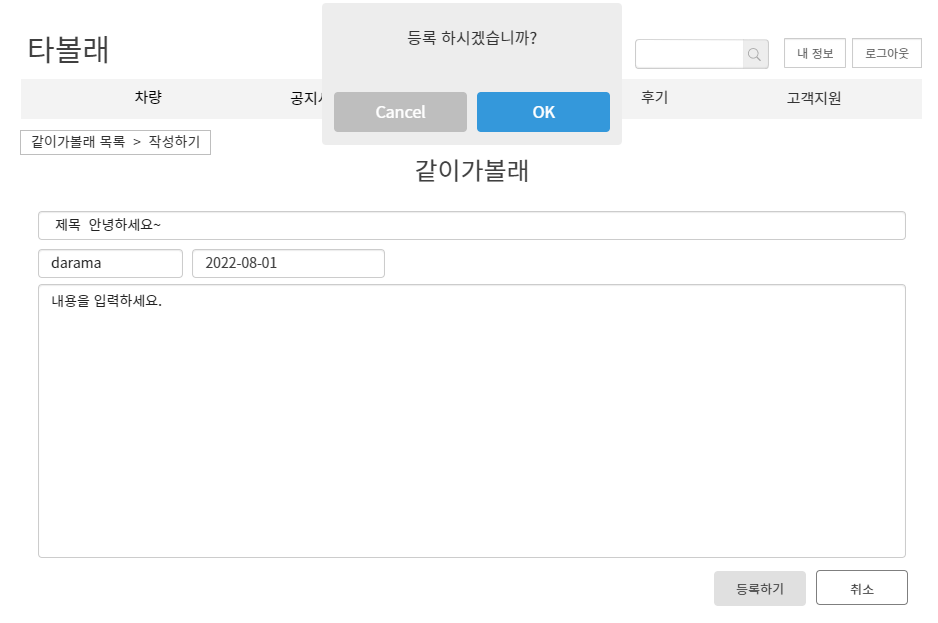 등록 하시겠습니까?
타볼래
내 정보 로그아웃
차량 공지 후기 고객지원
Cancel OK
같이가볼래 목록 > 작성하기
같이가볼래
제목 안녕하세요~
darama 2022-08-01
내용을 입력하세요.
등록하기 취소